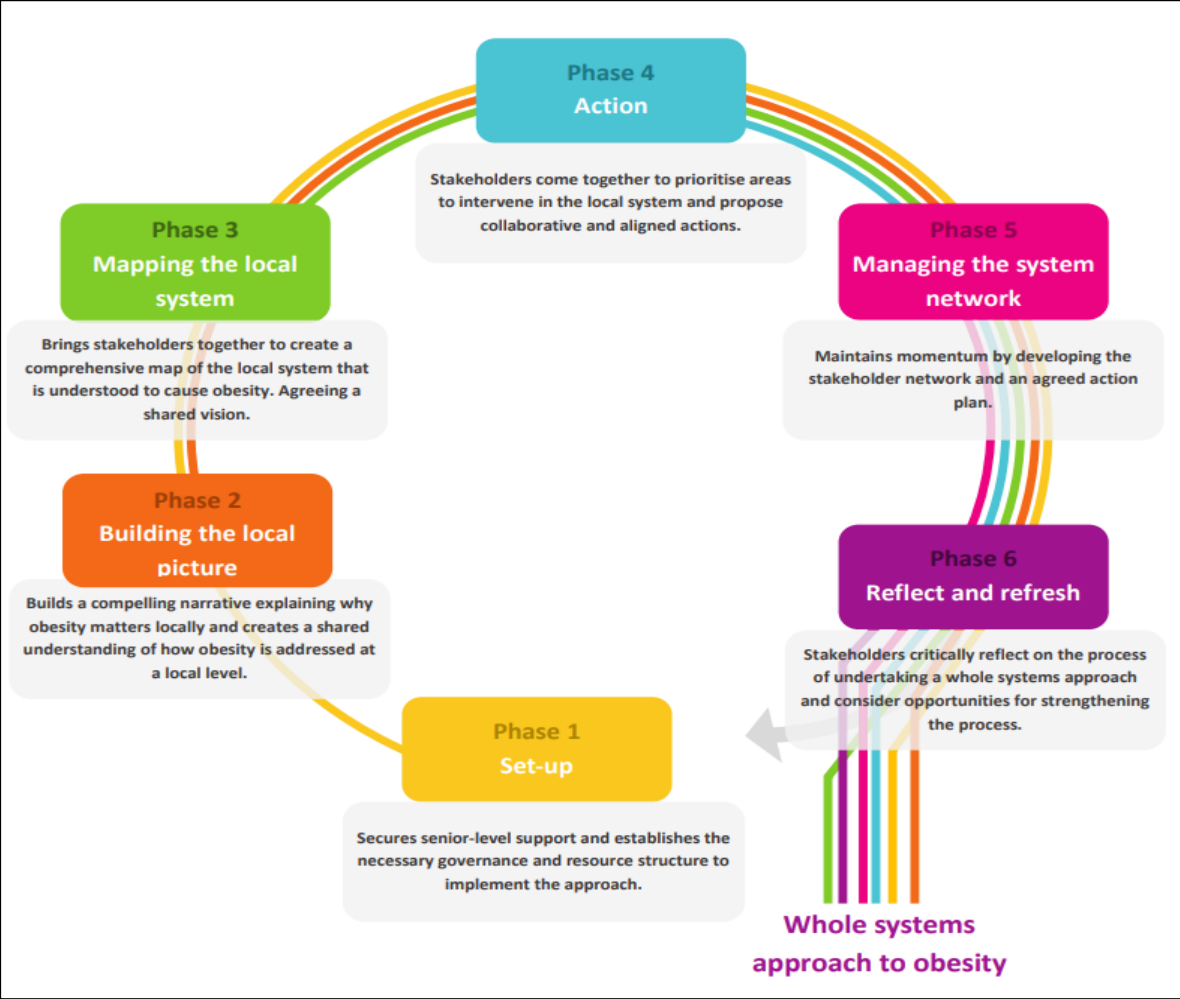 Phase 1
Set-up
Secures senior-level support and establishes the
necessary governance and resource structure to
implement the approach.
Phase 2
Building the local
picture
Builds a compelling narrative explaining why
obesity matters locally and creates a shared
understanding of how obesity is addressed at
a local level.
Phase 3
Mapping the local
system
Brings stakeholders together to create a
comprehensive map of the local system that
is understood to cause obesity. Agreeing a
shared vision.
Phase 4
Action
Stakeholders come together to prioritise areas
to intervene in the local system and propose
collaborative and aligned actions.
Phase 5
Managing the system
network
Maintains momentum by developing the
stakeholder network and an agreed action
plan.
Phase 6
Reflect and refresh
Stakeholders critically reflect on the process
of undertaking a whole systems approach
and consider opportunities for strengthening
the process.
Whole systems
approach to obesity